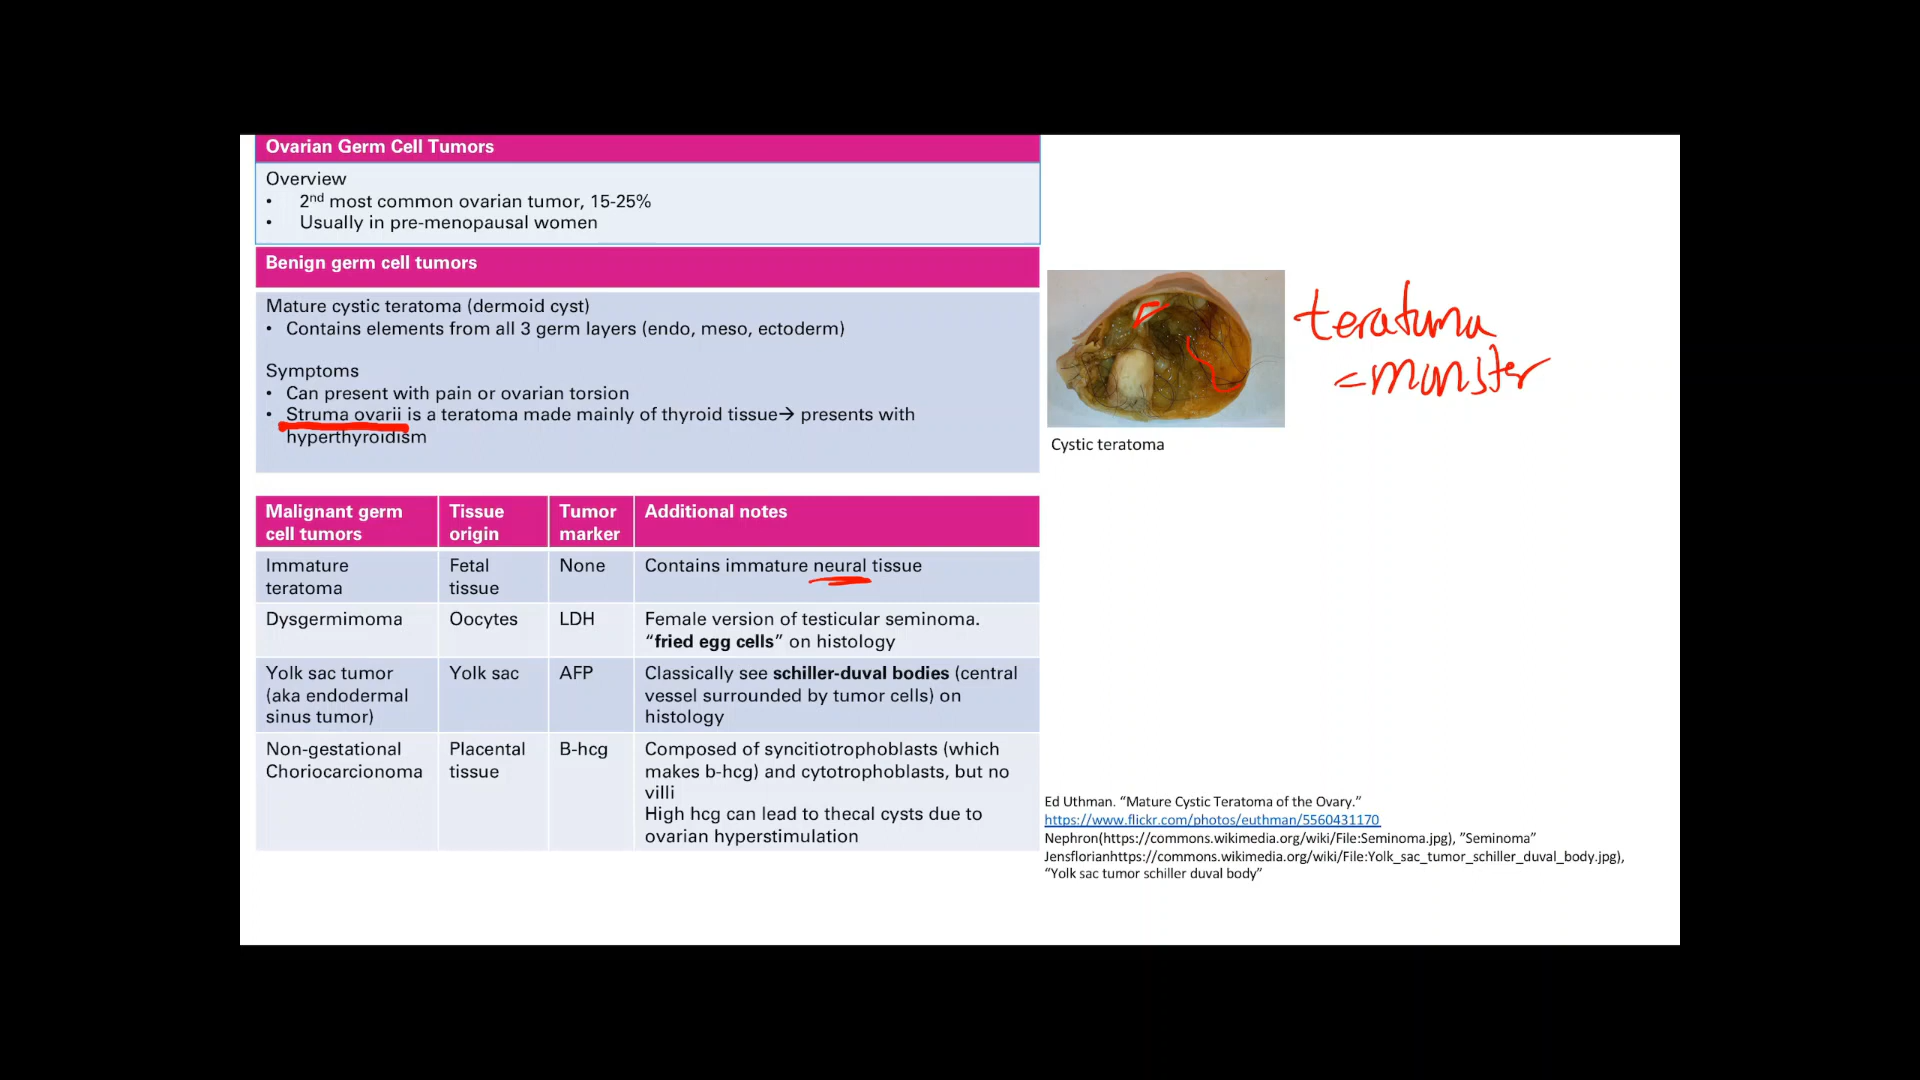 Ovarian Germ Cell Tumors
Overview
• 2nd most common ovarian tumor, 15-25%
• Usually in pre-menopausal women
Benign germ cell tumors
Mature cystic teratoma (dermoid cyst)
• Contains elements from all 3 germ layers (endo, meso, ectoderm)
Symptoms
• Can present with pain or ovarian torsion
• Struma ovarii is a teratoma made mainly of thyroid tissue→ presents with
hyperthyroidism
teratoma
=monster
Cystic teratoma
Malignant germ
cell tumors
Tissue
origin
Tumor
marker
Additional notes
Immature
teratoma
Fetal
tissue
None
Contains immature neural tissue
Dysgermimoma
Oocytes
LDH
Female version of testicular seminoma.
“fried egg cells” on histology
Yolk sac tumor
(aka endodermal
sinus tumor)
Yolk sac
AFP
Classically see schiller-duval bodies (central
vessel surrounded by tumor cells) on
histology
Non-gestational
Choriocarcionoma
Placental
tissue
B-hcg
Composed of syncitiotrophoblasts (which
makes b-hcg) and cytotrophoblasts, but no
villi
High hcg can lead to thecal cysts due to
ovarian hyperstimulation
Ed Uthman. “Mature Cystic Teratoma of the Ovary.”
https://www.flickr.com/photos/euthman/5560431170
Nephron(https://commons.wikimedia.org/wiki/File:Seminoma.jpg), ”Seminoma”
Jensflorianhttps://commons.wikimedia.org/wiki/File:Yolk_sac_tumor_schiller_duval_body.jpg),
“Yolk sac tumor schiller duval body”